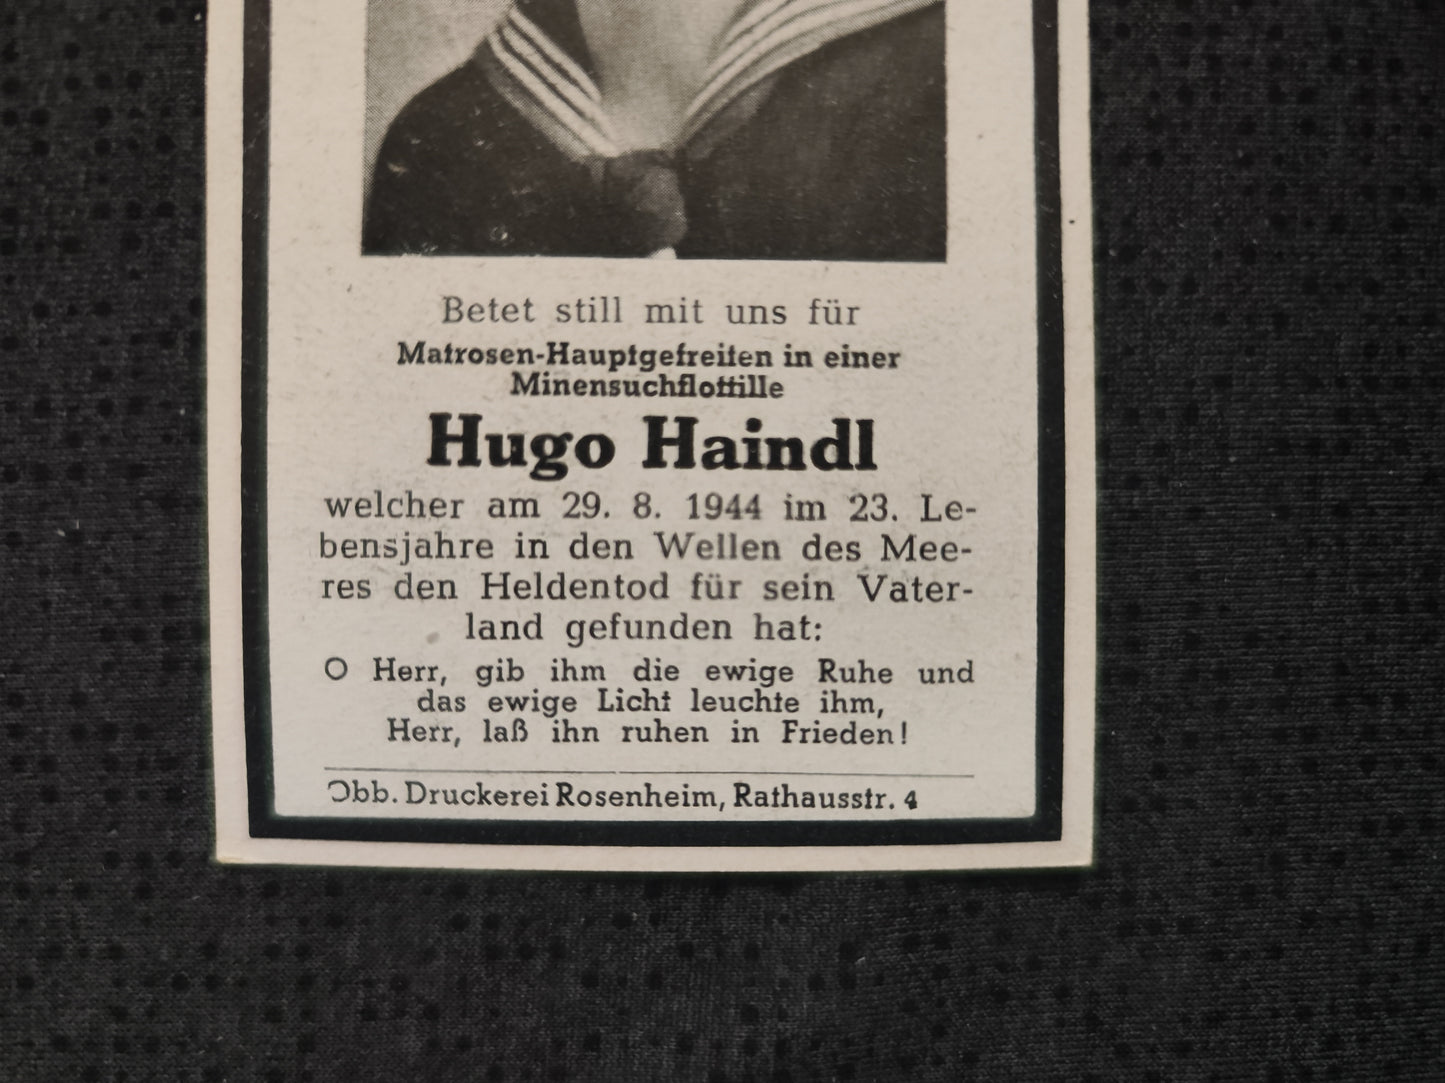 Betet still mit uns für
Matrosen-Hauptgefreiten in einer
Minensuchflottille
Hugo Haindl
welcher am 29. 8. 1944 im 23. Le-
bensjahre in den Wellen des Mee-
res den Heldentod für sein Vater-
land gefunden hat:
O Herr, gib ihm die ewige Ruhe und
das ewige Licht leuchte ihm,
Herr, laß ihn ruhen in Frieden!
Obb. Druckerei Rosenheim, Rathausstr. 4